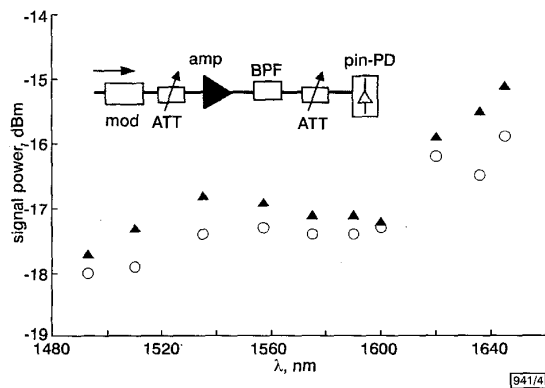 -14
-15
-16
-17
-18
-19
signal power, dBm
amp
BPF
pin-PD
mod
ATT
ATT
1480
1520
1560
1600
1640
λ, nm
941/4